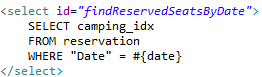 <select id="findReservedSeatsByDate">
    SELECT camping_idx
    FROM reservation
    WHERE "Date" = #{date}
</select>